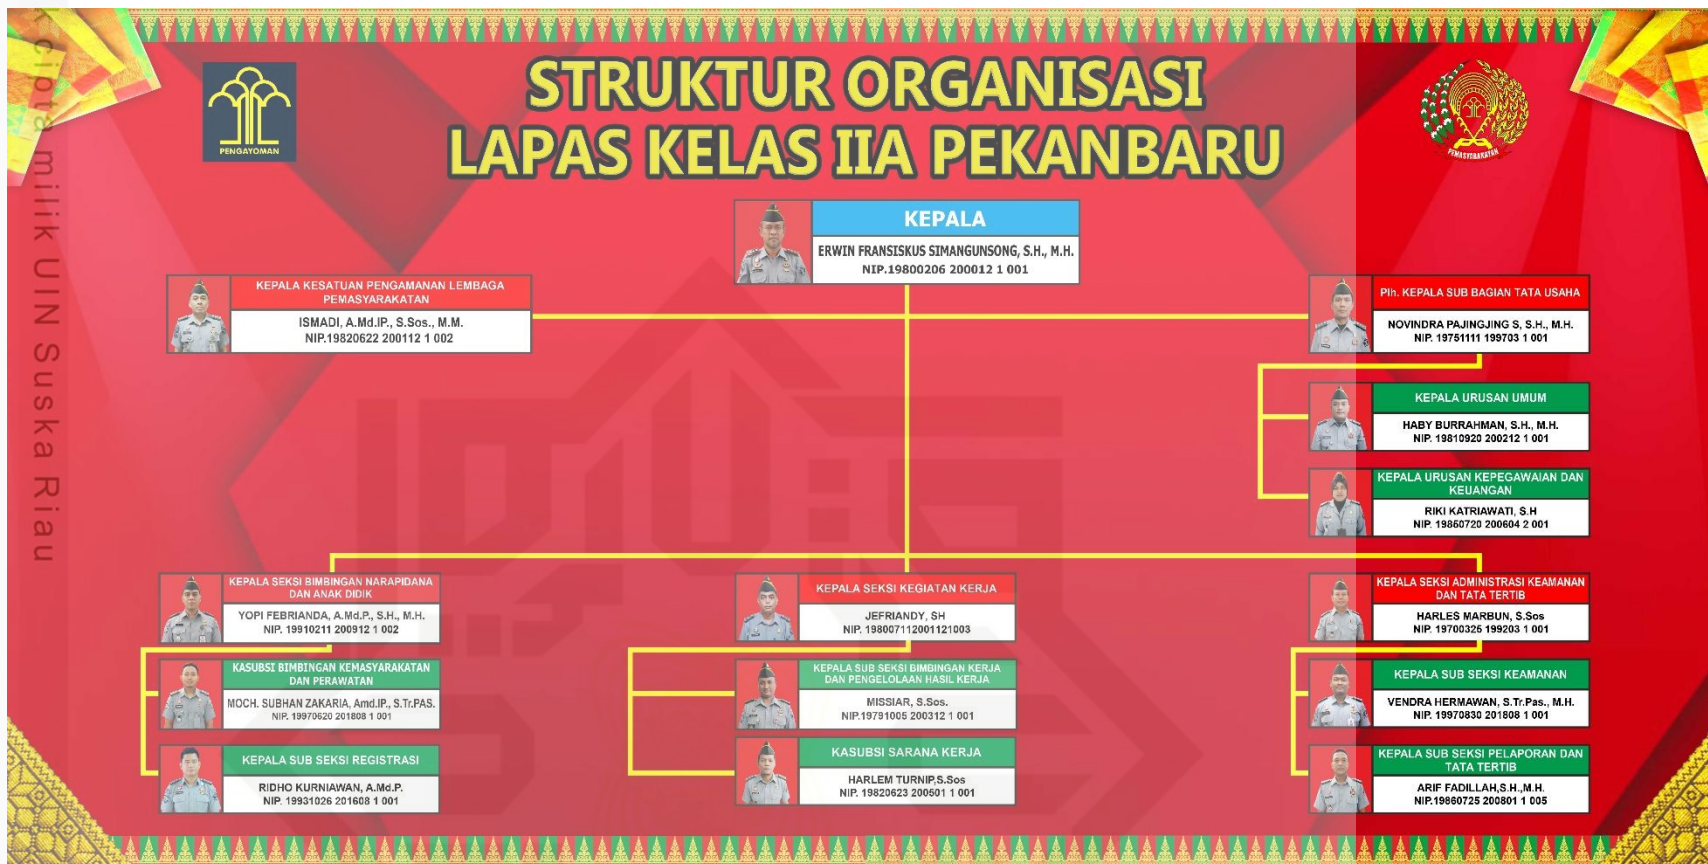 STRUKTUR ORGANISASI
LAPAS KELAS IIA PEKANBARU
PENGAYOMAN
PEMASYARAKATAN
KEPALA
ERWIN FRANSISKUS SIMANGUNSONG, S.H., M.H.
NIP.19800206 200012 1 001
KEPALA KESATUAN PENGAMANAN LEMBAGA
PEMASYARAKATAN
ISMADI, A.Md.IP., S.Sos., M.M.
NIP.19820622 200112 1 002
Plh. KEPALA SUB BAGIAN TATA USAHA
NOVINDRA PAJINGJING S, S.H., M.H.
NIP. 19751111 199703 1 001
KEPALA URUSAN UMUM
HABY BURRAHMAN, S.H., M.H.
NIP. 19810920 200212 1 001
KEPALA URUSAN KEPEGAWAIAN DAN
KEUANGAN
RIKI KATRIAWATI, S.H
NIP. 19860720 200604 2 001
KEPALA SEKSI BIMBINGAN NARAPIDANA
DAN ANAK DIDIK
YOPI FEBRIANDA, A.Md.P., S.H., M.H.
NIP. 19910211 200912 1 002
KASUBSI BIMBINGAN KEMASYARAKATAN
DAN PERAWATAN
MOCH. SUBHAN ZAKARIA, Amd.IP., S.Tr.PAS.
NIP. 19970620 201808 1 001
KEPALA SUB SEKSI REGISTRASI
RIDHO KURNIAWAN, A.Md.P.
NIP. 19931026 201608 1 001
KEPALA SEKSI KEGIATAN KERJA
JEFRIANDY, SH
NIP. 198007112001121003
KEPALA SUB SEKSI BIMBINGAN KERJA
DAN PENGELOLAAN HASIL KERJA
MISSIAR, S.Sos.
NIP.19791005 200312 1 001
KASUBSI SARANA KERJA
HARLEM TURNIP,S.Sos
NIP. 19820623 200501 1 001
KEPALA SEKSI ADMINISTRASI KEAMANAN
DAN TATA TERTIB
HARLES MARBUN, S.Sos
NIP. 19700325 199203 1 001
KEPALA SUB SEKSI KEAMANAN
VENDRA HERMAWAN, S.Tr.Pas., M.H.
NIP. 19970830 201808 1 001
KEPALA SUB SEKSI PELAPORAN DAN
TATA TERTIB
ARIF FADILLAH,S.H.,M.H.
NIP.19860725 200801 1 005
cipta milik UIN Suska Riau